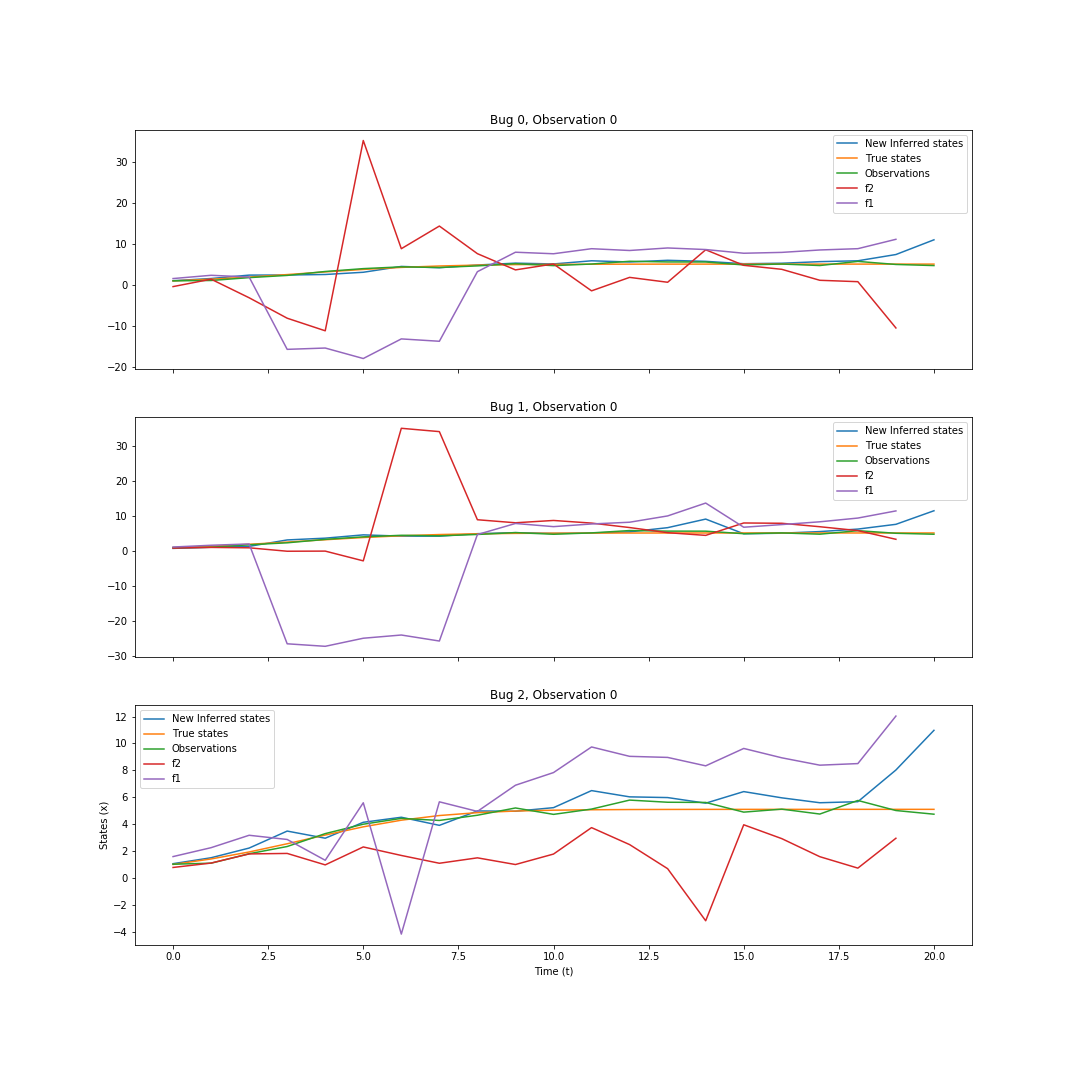 Bug 0, Observation 0
30
20
10
0
−10
−20
New Inferred states
True states
Observations
f2
f1
Bug 1, Observation 0
30
20
10
0
−10
−20
−30
New Inferred states
True states
Observations
f2
f1
Bug 2, Observation 0
12
10
8
6
4
2
0
−2
−4
States (x)
New Inferred states
True states
Observations
f2
f1
0.0 2.5 5.0 7.5 10.0 12.5 15.0 17.5 20.0
Time (t)